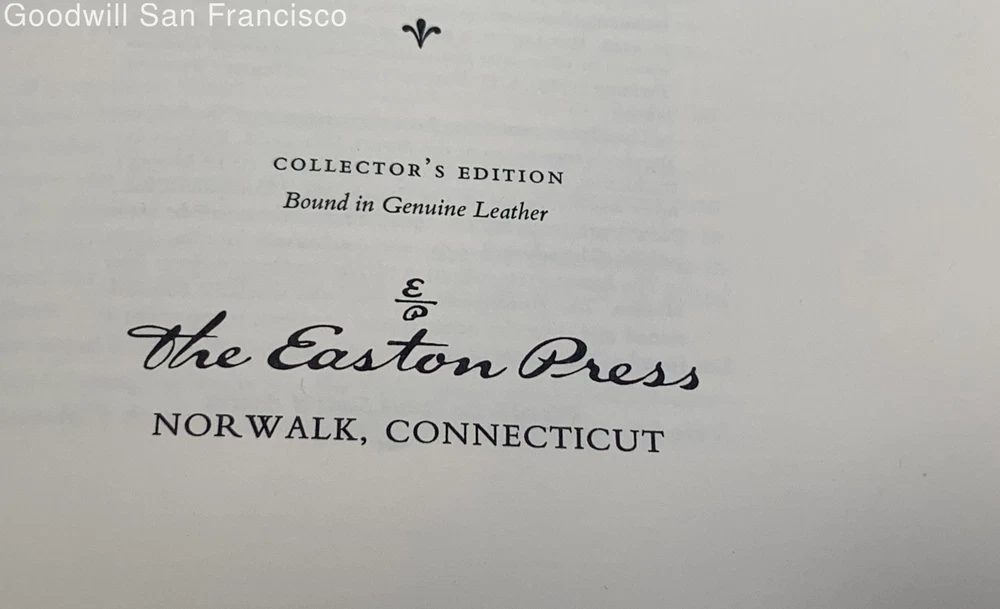 Goodwill San Francisco
COLLECTOR'S EDITION
Bound in Genuine Leather
E
P
The Easton Press
NORWALK, CONNECTICUT